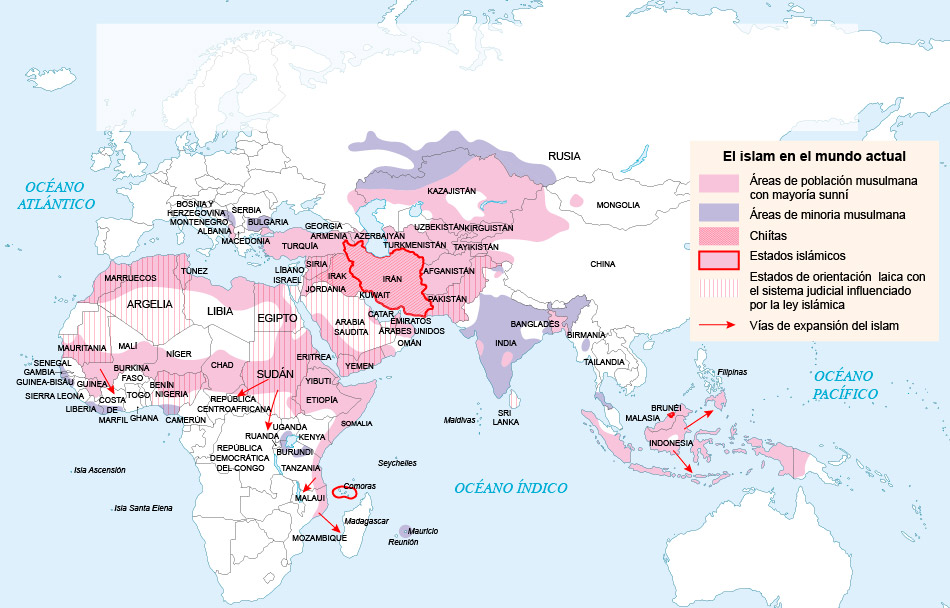 El islam en el mundo actual
Áreas de población musulmana
con mayoría sunní
Áreas de minoria musulmana
Chiítas
Estados islámicos
Estados de orientación laica con
el sistema judicial influenciado
por la ley islámica
Vías de expansión del islam
OCÉANO
ATLÁNTICO
RUSIA
KAZAJISTÁN
MONGOLIA
BOSNIA Y
HERZEGOVINA
SERBIA
MONTENEGRO
BULGARIA
ALBANIA
MACEDONIA
GEORGIA
ARMENIA
AZERBAIYÁN
UZBEKISTÁN
KIRGUISTÁN
TURQUÍA
TURKMENISTÁN
TAYIKISTÁN
CHINA
MARRUECOS
TÚNEZ
LÍBANO
ISRAEL
SIRIA
IRAK
IRÁN
AFGANISTÁN
JORDANIA
KUWAIT
PAKISTÁN
ARGELIA
LIBIA
EGIPTO
ARABIA
SAUDITA
CATAR
EMIRATOS
ÁRABES UNIDOS
OMÁN
BANGLADÉS
INDIA
BIRMANIA
TAILANDIA
MAURITANIA
MALÍ
NÍGER
CHAD
SUDÁN
ERITREA
YEMEN
YIBUTI
ETIOPÍA
SOMALIA
SENEGAL
GAMBIA
GUINEA-BISÁU
GUINEA
SIERRA LEONA
LIBERIA
BURKINA
FASO
COSTA
DE
MARFIL
TOGO
GHANA
BENÍN
NIGERIA
CAMERÚN
REPÚBLICA
CENTROAFRICANA
UGANDA
RUANDA
KENYA
BURUNDI
REPÚBLICA
DEMOCRÁTICA
DEL CONGO
TANZANIA
MALAUI
MOZAMBIQUE
Comoras
Madagascar
Mauricio
Reunión
Seychelles
Maldivas
SRI
LANKA
Isla Ascensión
Isla Santa Elena
OCÉANO ÍNDICO
Filipinas
OCÉANO
PACÍFICO
BRUNÉI
MALASIA
INDONESIA